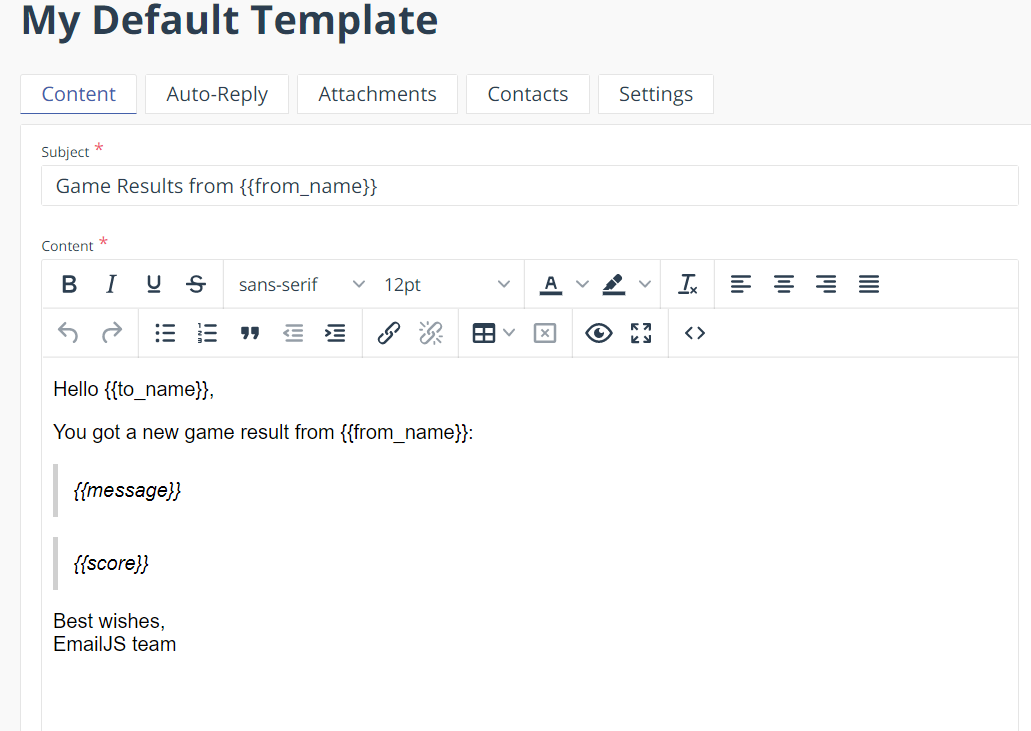 My Default Template
Content Auto-Reply Attachments Contacts Settings
Subject *
Game Results from {{from_name}}
Content *
B I U S sans-serif 12pt A Ix
Hello {{to_name}},
You got a new game result from {{from_name}}:
{{message}}
{{score}}
Best wishes,
EmailJS team